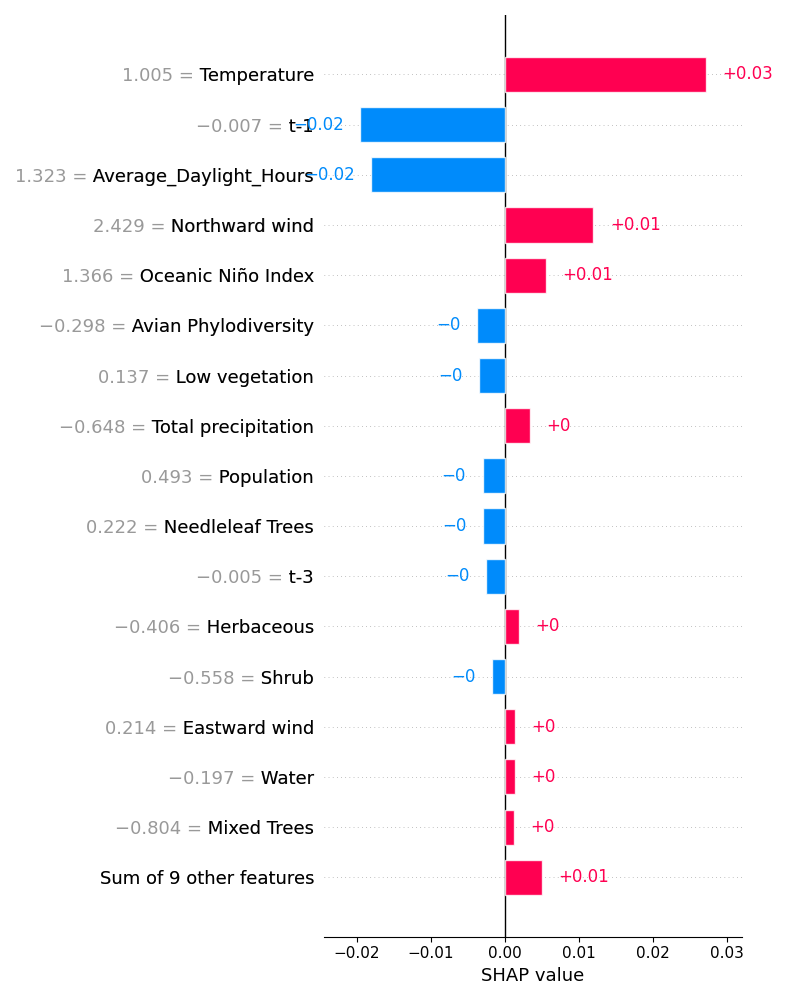 1.005 = Temperature +0.03
−0.007 = t-1 −0.02
1.323 = Average_Daylight_Hours −0.02
2.429 = Northward wind +0.01
1.366 = Oceanic Niño Index +0.01
−0.298 = Avian Phylodiversity −0
0.137 = Low vegetation −0
−0.648 = Total precipitation +0
0.493 = Population −0
0.222 = Needleleaf Trees −0
−0.005 = t-3 −0
−0.406 = Herbaceous +0
−0.558 = Shrub −0
0.214 = Eastward wind +0
−0.197 = Water +0
−0.804 = Mixed Trees +0
Sum of 9 other features +0.01
−0.02 −0.01 0.00 0.01 0.02 0.03
SHAP value